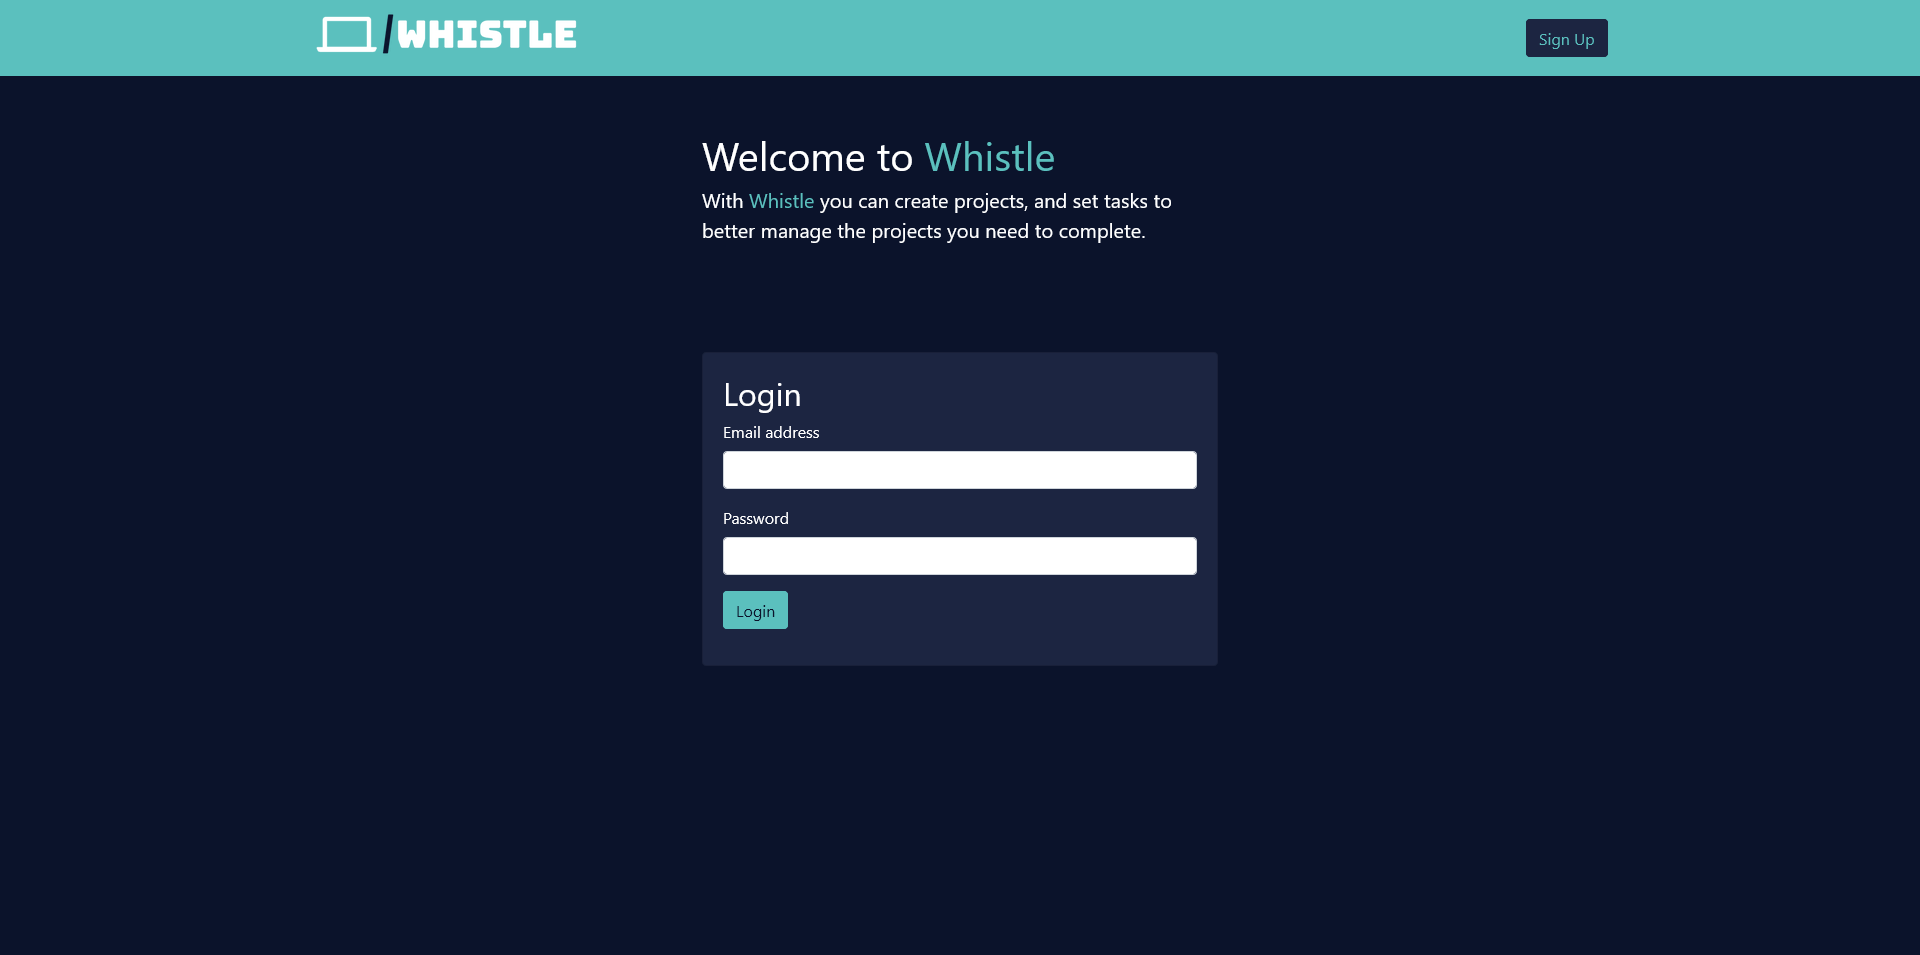 /WHISTLE
Sign Up
Welcome to Whistle
With Whistle you can create projects, and set tasks to
better manage the projects you need to complete.
Login
Email address
Password
Login